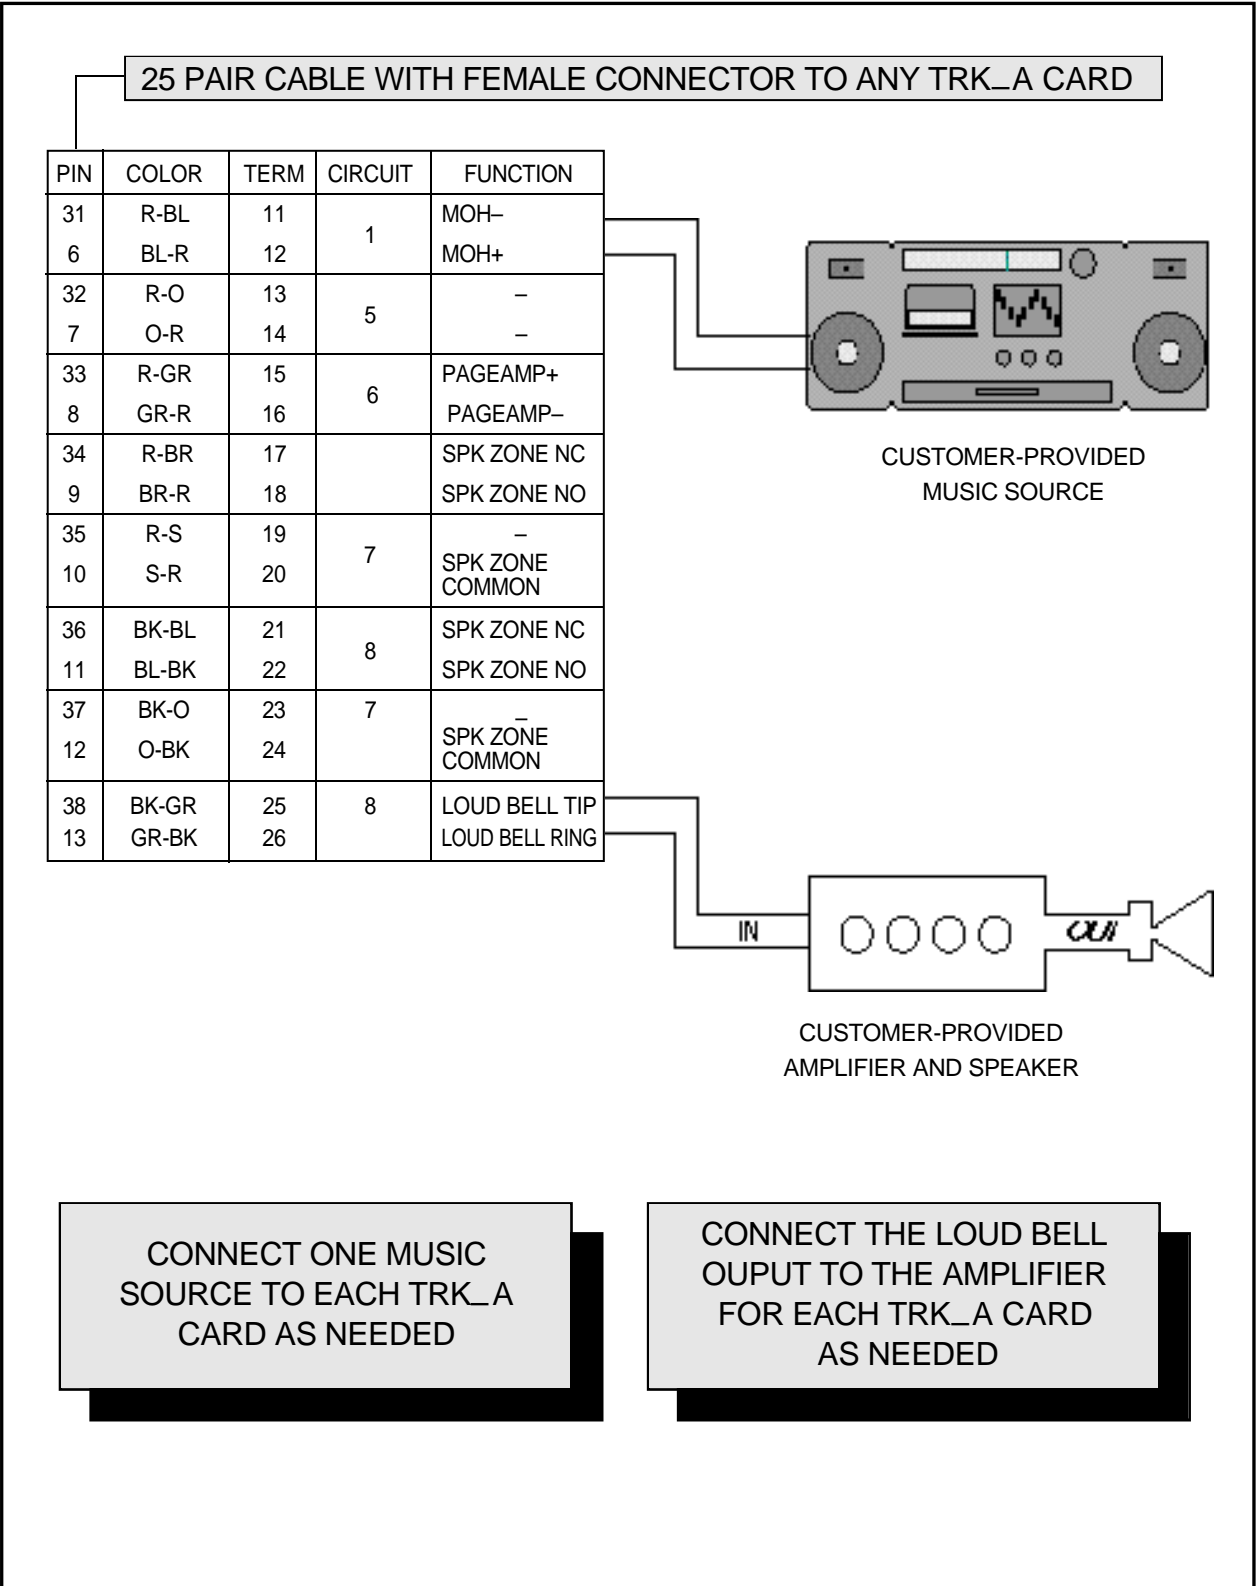 25 PAIR CABLE WITH FEMALE CONNECTOR TO ANY TRK_A CARD
PIN COLOR TERM CIRCUIT FUNCTION
31 R-BL 11 1 MOH–
6 BL-R 12 MOH+
32 R-O 13 5 –
7 O-R 14 –
33 R-GR 15 6 PAGEAMP+
8 GR-R 16 PAGEAMP–
34 R-BR 17 SPK ZONE NC
9 BR-R 18 SPK ZONE NO
35 R-S 19 7 –
10 S-R 20 SPK ZONE
COMMON
36 BK-BL 21 8 SPK ZONE NC
11 BL-BK 22 SPK ZONE NO
37 BK-O 23 7 –
12 O-BK 24 SPK ZONE
COMMON
38 BK-GR 25 8 LOUD BELL TIP
13 GR-BK 26 LOUD BELL RING
CUSTOMER-PROVIDED
MUSIC SOURCE
IN OUT
CUSTOMER-PROVIDED
AMPLIFIER AND SPEAKER
CONNECT ONE MUSIC
SOURCE TO EACH TRK_A
CARD AS NEEDED
CONNECT THE LOUD BELL
OUPUT TO THE AMPLIFIER
FOR EACH TRK_A CARD
AS NEEDED